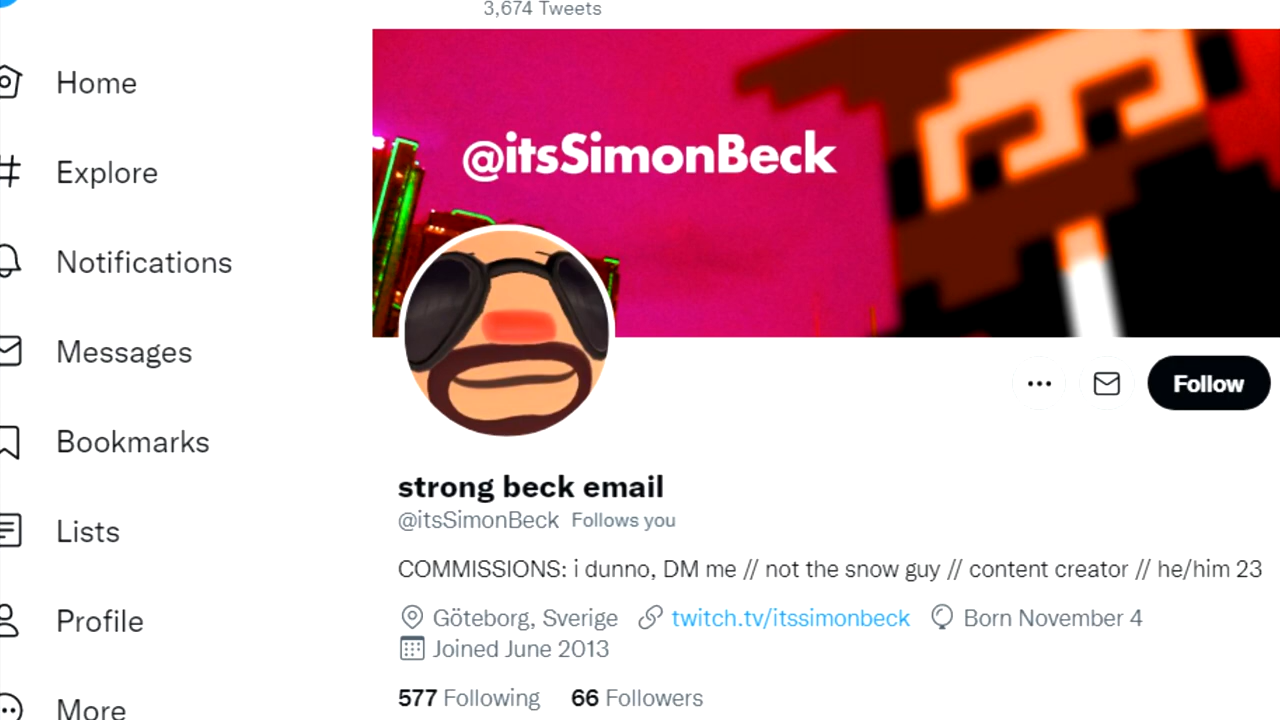 3,674 Tweets
Home
Explore
Notifications
Messages
Bookmarks
Lists
Profile
More
@itsSimonBeck
Follow
strong beck email
@itsSimonBeck Follows you
COMMISSIONS: i dunno, DM me // not the snow guy // content creator // he/him 23
Göteborg, Sverige twitch.tv/itssimonbeck Born November 4
Joined June 2013
577 Following 66 Followers